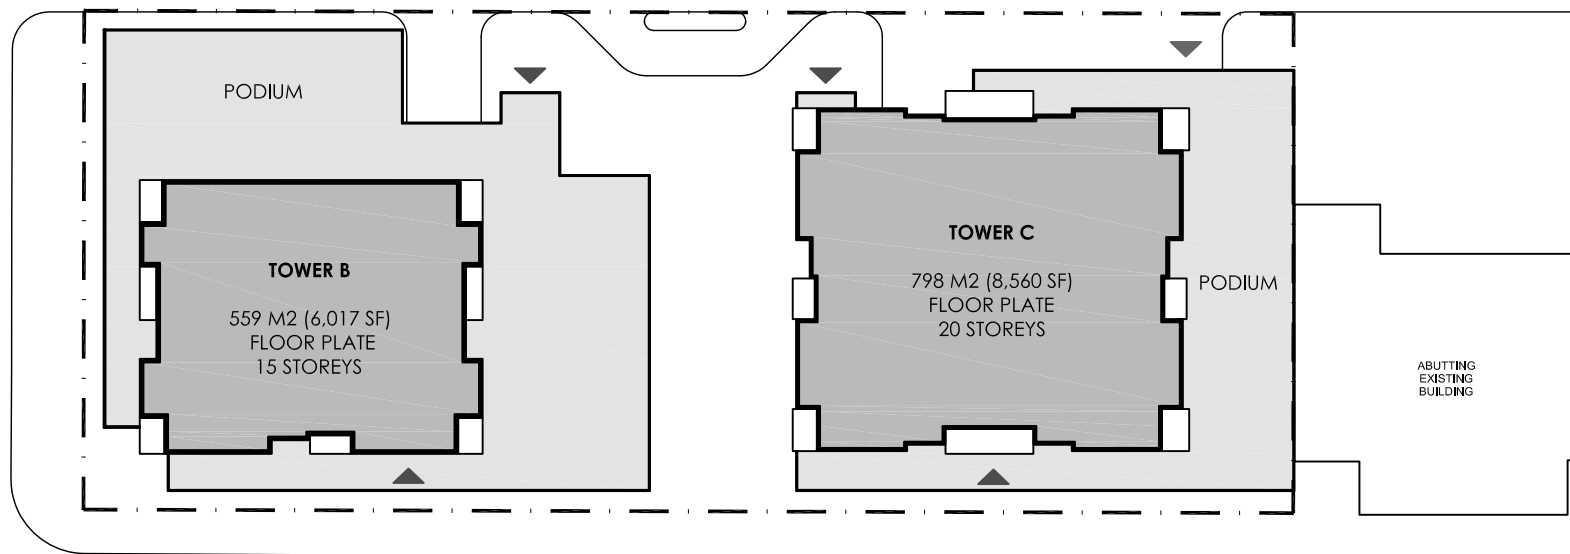 PODIUM
TOWER B
559 M2 (6,017 SF)
FLOOR PLATE
15 STOREYS
TOWER C
798 M2 (8,560 SF)
FLOOR PLATE
20 STOREYS
PODIUM
ABUTTING
EXISTING
BUILDING